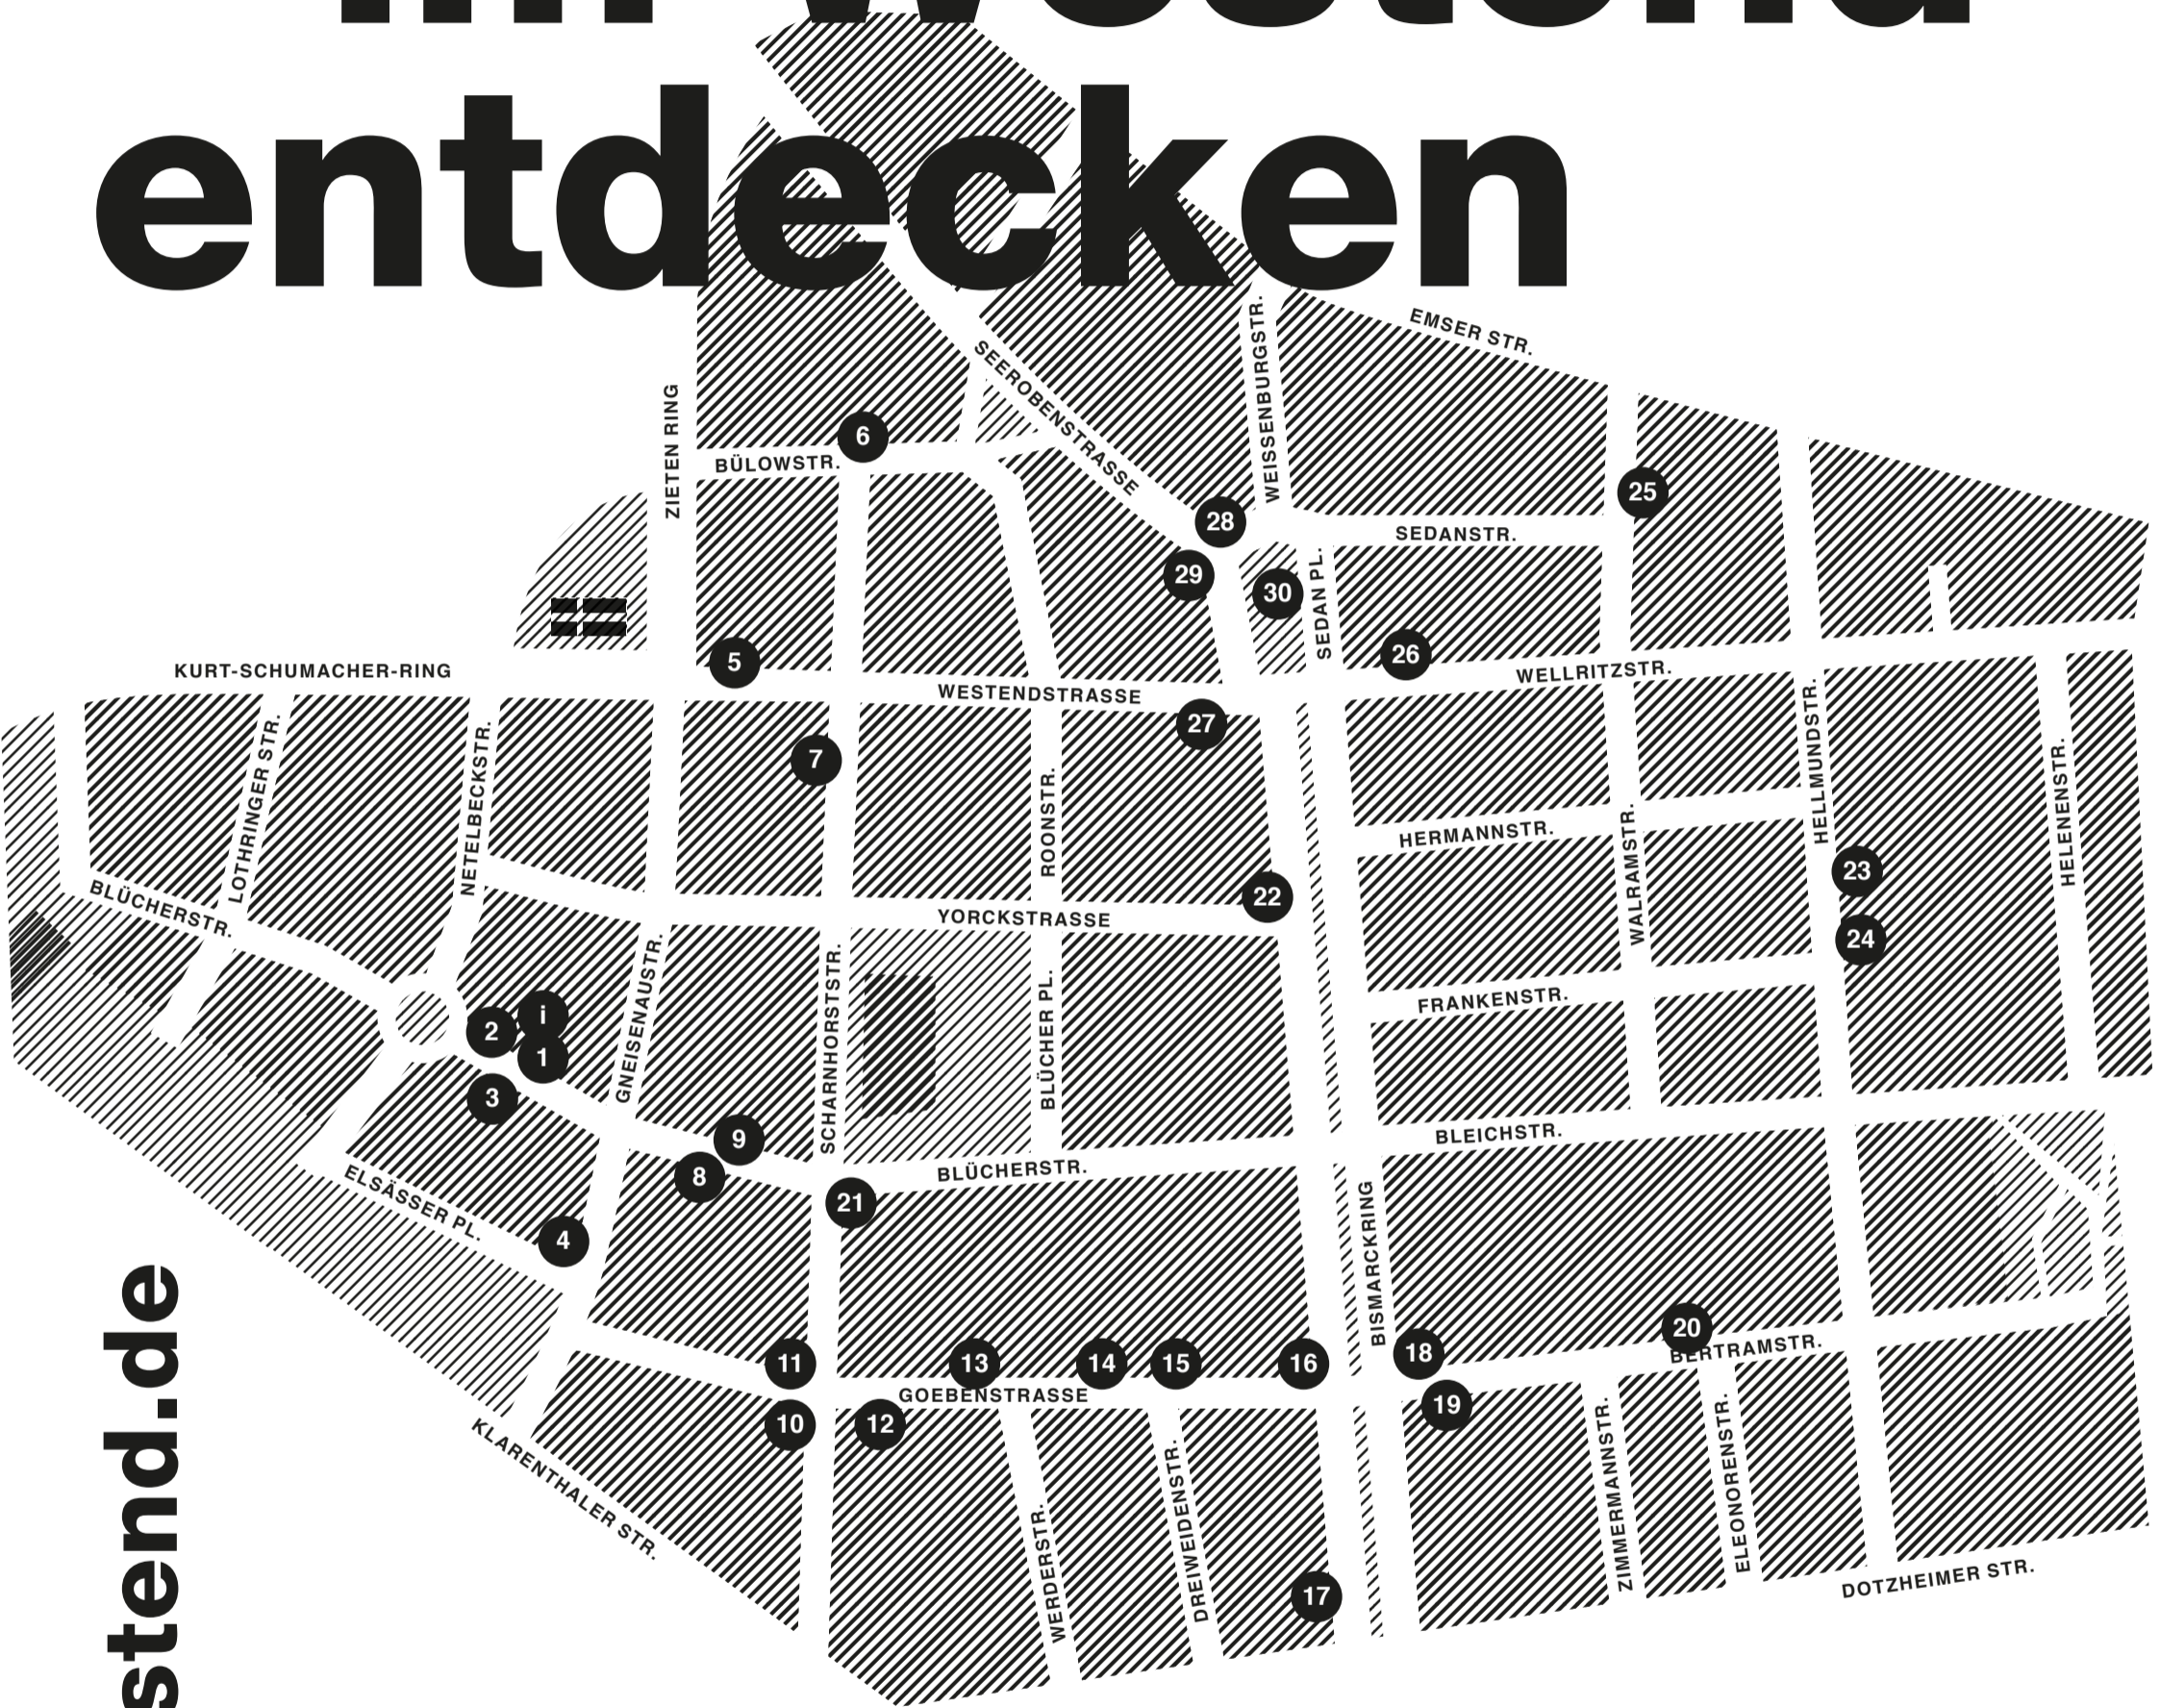 im Westend
entdecken
EMSER STR.
WEISSENBURGSTR.
SEEROBENSTRASSE
ZIETEN RING
6
BÜLOWSTR.
25
28
SEDANSTR.
29
30
SEDAN PL.
5
26
KURT-SCHUMACHER-RING
WELLRITZSTR.
WESTENDSTRASSE
27
7
LOTHRINGER STR.
NETELBECKSTR.
ROONSTR.
HELLMUNDSTR.
HELENENSTR.
HERMANNSTR.
WALRAMSTR.
23
22
BLÜCHERSTR.
YORCKSTRASSE
24
GNEISENAUSTR.
SCHARNHORSTSTR.
BLÜCHER PL.
FRANKENSTR.
i
2
1
3
9
BLEICHSTR.
8
BLÜCHERSTR.
21
ELSÄSSER PL.
4
BISMARCKRING
20
BERTRAMSTR.
11
13
14
15
16
18
GOEBENSTRASSE
19
10
12
KLARENTHALER STR.
WERDERSTR.
DREIWEIDENSTR.
ZIMMERMANNSTR.
ELEONORENSTR.
17
DOTZHEIMER STR.
stend.de